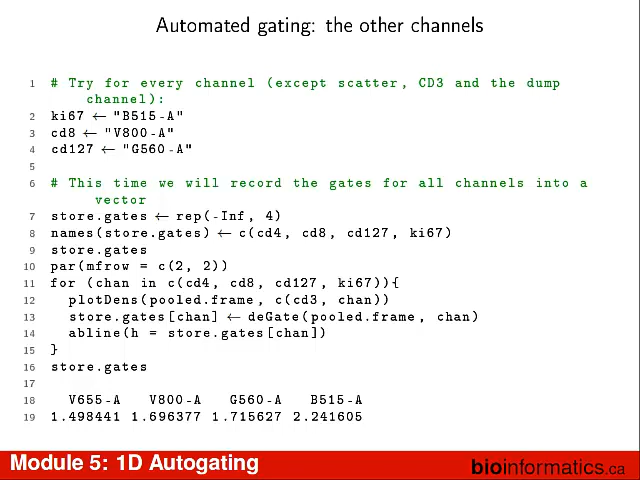 Automated gating: the other channels
1 # Try for every channel (except scatter, CD3 and the dump
channel):
2 ki67 ← "B515-A"
3 cd8 ← "V800-A"
4 cd127 ← "G560-A"
5
6 # This time we will record the gates for all channels into a
vector
7 store.gates ← rep(-Inf, 4)
8 names(store.gates) ← c(cd4, cd8, cd127, ki67)
9 store.gates
10 par(mfrow = c(2, 2))
11 for (chan in c(cd4, cd8, cd127, ki67)){
12 plotDens(pooled.frame, c(cd3, chan))
13 store.gates[chan] ← deGate(pooled.frame, chan)
14 abline(h = store.gates[chan])
15 }
16 store.gates
17
18 V655-A V800-A G560-A B515-A
19 1.498441 1.696377 1.715627 2.241605
Module 5: 1D Autogating
bioinformatics.ca